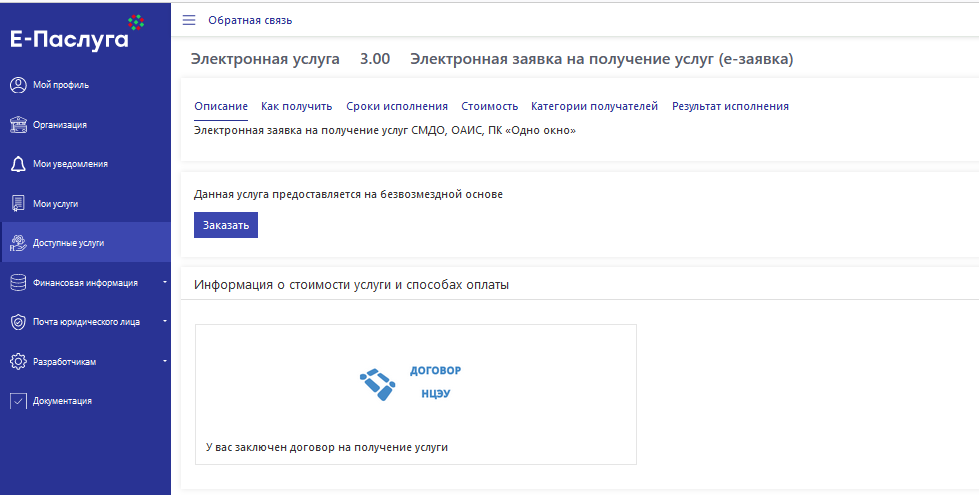 Е-Паслуга
Мой профиль
Организация
Мои уведомления
Мои услуги
Доступные услуги
Финансовая информация
Почта юридического лица
Разработчикам
Документация
Обратная связь
Электронная услуга 3.00 Электронная заявка на получение услуг (е-заявка)
Описание Как получить Сроки исполнения Стоимость Категории получателей Результат исполнения
Электронная заявка на получение услуг СМДО, ОАИС, ПК «Одно окно»
Данная услуга предоставляется на безвозмездной основе
Заказать
Информация о стоимости услуги и способах оплаты
ДОГОВОР
НЦЭУ
У вас заключен договор на получение услуги